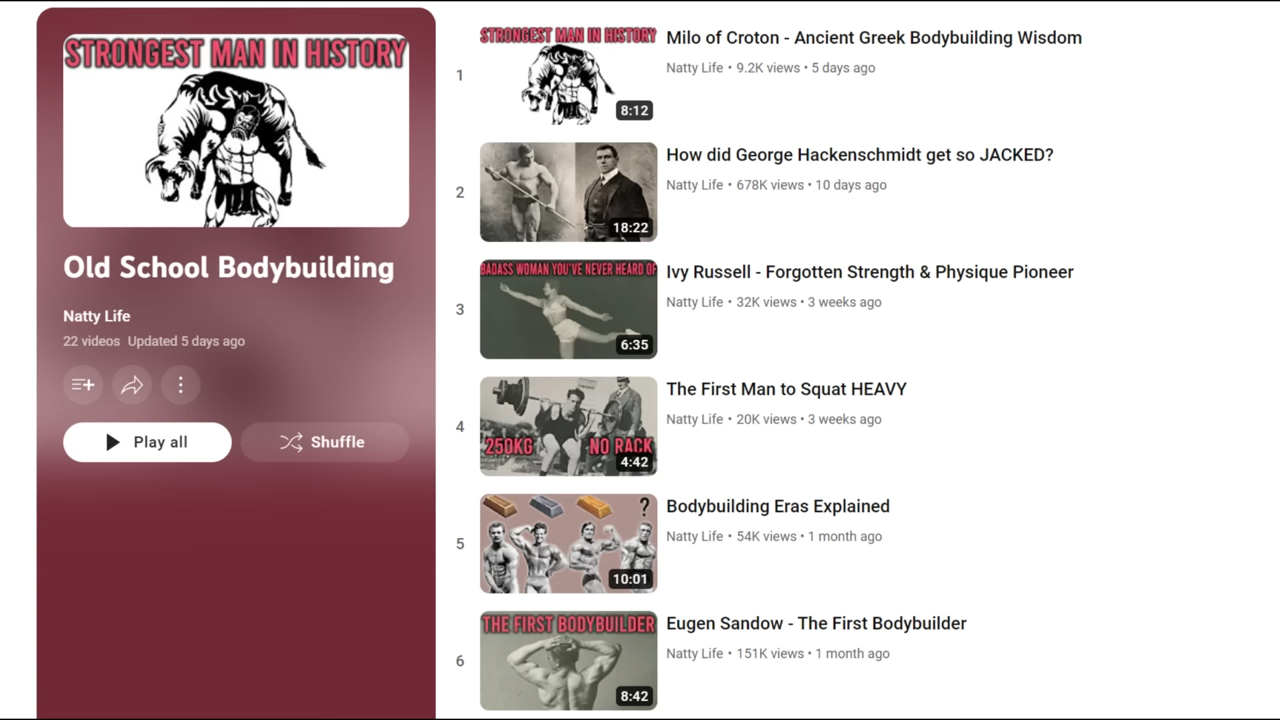 STRONGEST MAN IN HISTORY
Old School Bodybuilding
Natty Life
22 videos Updated 5 days ago
Play all
Shuffle
1
STRONGEST MAN IN HISTORY
8:12
Milo of Croton - Ancient Greek Bodybuilding Wisdom
Natty Life • 9.2K views • 5 days ago
2
18:22
How did George Hackenschmidt get so JACKED?
Natty Life • 678K views • 10 days ago
3
BADASS WOMAN YOU'VE NEVER HEARD OF
6:35
Ivy Russell - Forgotten Strength & Physique Pioneer
Natty Life • 32K views • 3 weeks ago
4
250KG NO RACK
4:42
The First Man to Squat HEAVY
Natty Life • 20K views • 3 weeks ago
5
?
10:01
Bodybuilding Eras Explained
Natty Life • 54K views • 1 month ago
6
THE FIRST BODYBUILDER
8:42
Eugen Sandow - The First Bodybuilder
Natty Life • 151K views • 1 month ago